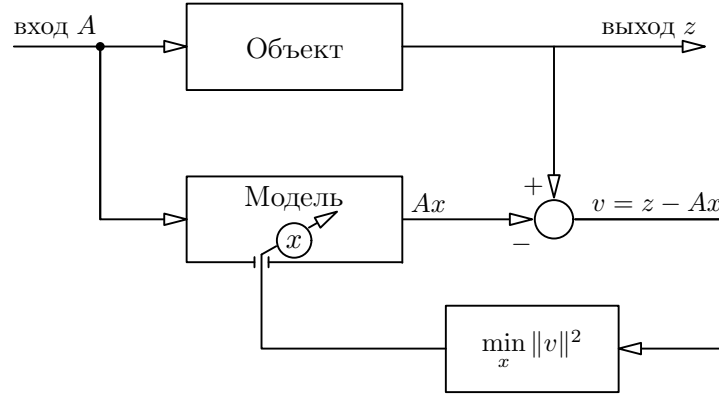 вход A
выход z
Объект
Модель
x
Ax
+
−
v = z − Ax
min ‖v‖²
x